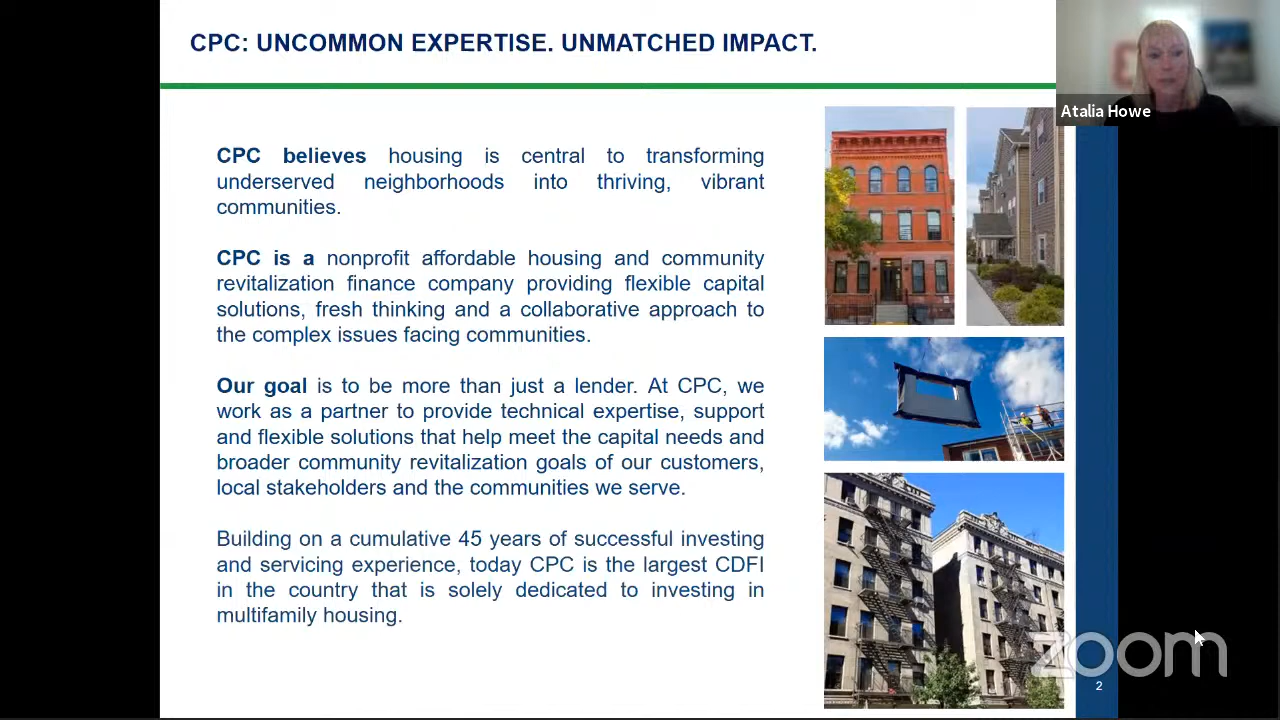 CPC: UNCOMMON EXPERTISE. UNMATCHED IMPACT.
Atalia Howe
CPC believes housing is central to transforming
underserved neighborhoods into thriving, vibrant
communities.
CPC is a nonprofit affordable housing and community
revitalization finance company providing flexible capital
solutions, fresh thinking and a collaborative approach to
the complex issues facing communities.
Our goal is to be more than just a lender. At CPC, we
work as a partner to provide technical expertise, support
and flexible solutions that help meet the capital needs and
broader community revitalization goals of our customers,
local stakeholders and the communities we serve.
Building on a cumulative 45 years of successful investing
and servicing experience, today CPC is the largest CDFI
in the country that is solely dedicated to investing in
multifamily housing.
zoom
2